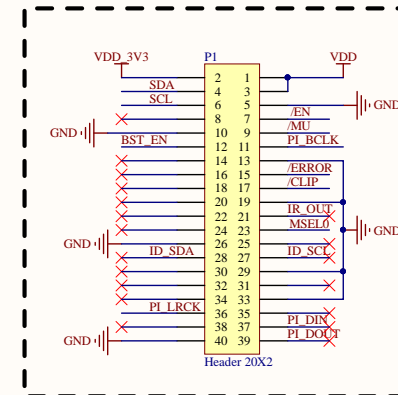 VDD_3V3 P1 VDD
2 1
SDA 4 3
SCL 6 5 GND
8 7 /EN
GND 10 9 /MU
BST_EN 12 11 PI_BCLK
14 13
16 15 /ERROR
18 17 /CLIP
20 19
22 21 IR_OUT
24 23 MSEL0 GND
GND 26 25
ID_SDA 28 27 ID_SCL
30 29
32 31
34 33
PI_LRCK 36 35
38 37 PI_DIN
GND 40 39 PI_DOUT
Header 20X2